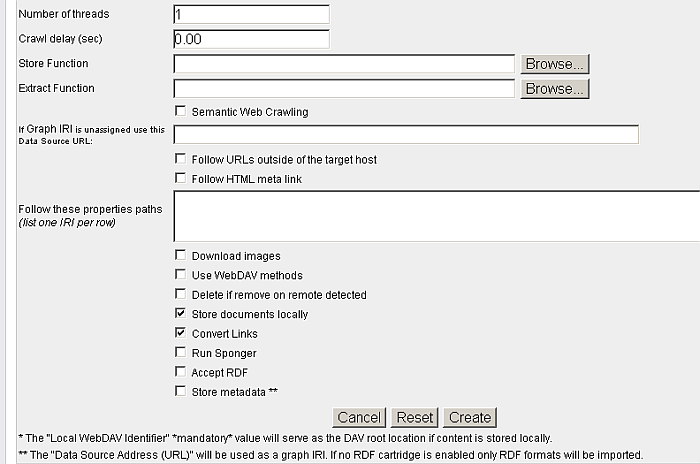 Number of threads 1
Crawl delay (sec) 0.00
Store Function Browse...
Extract Function Browse...
Semantic Web Crawling
If Graph IRI is unassigned use this
Data Source URL:
Follow URLs outside of the target host
Follow HTML meta link
Follow these properties paths
(list one IRI per row)
Download images
Use WebDAV methods
Delete if remove on remote detected
Store documents locally
Convert Links
Run Sponger
Accept RDF
Store metadata **
Cancel Reset Create
* The "Local WebDAV Identifier" *mandatory* value will serve as the DAV root location if content is stored locally.
** The "Data Source Address (URL)" will be used as a graph IRI. If no RDF cartridge is enabled only RDF formats will be imported.